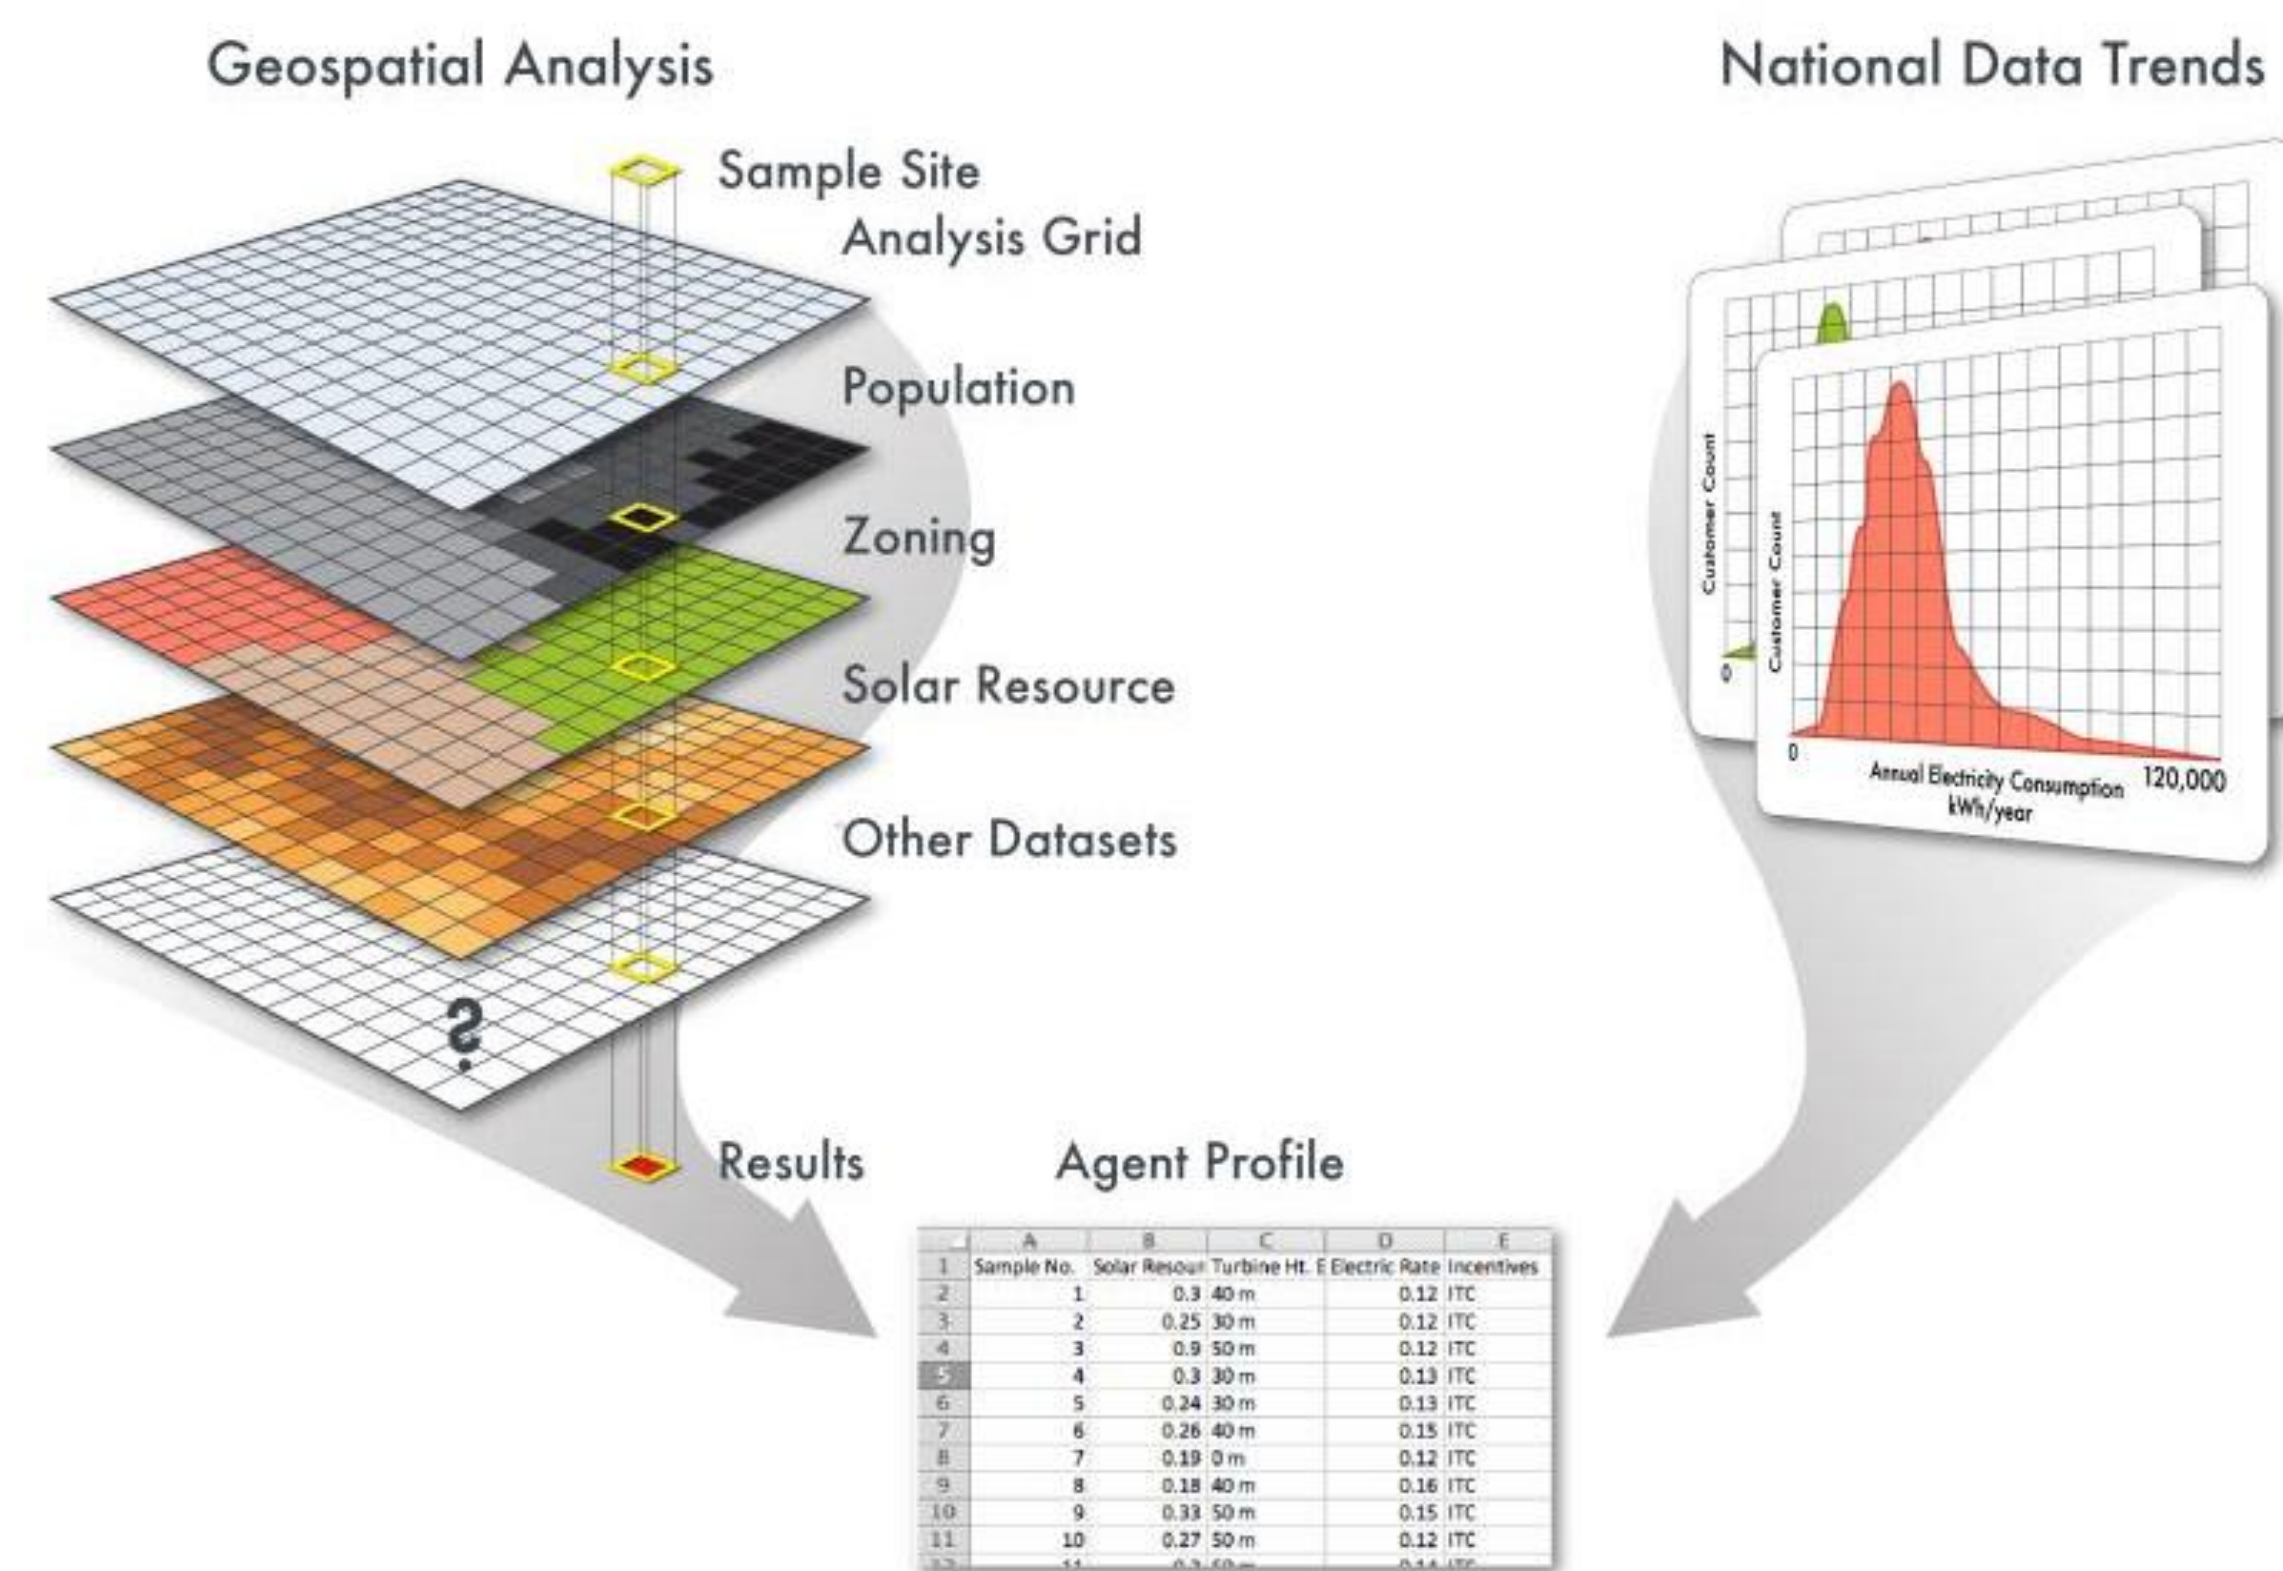 Geospatial Analysis
National Data Trends
Sample Site
Analysis Grid
Population
Zoning
Solar Resource
Other Datasets
?
Results
Customer Count
0
Customer Count
0
Annual Electricity Consumption
kWh/year
120,000
Agent Profile
A B C D E
1 Sample No. Solar Resour Turbine Ht. E Electric Rate Incentives
2 1 0.3 40 m 0.12 ITC
3 2 0.25 30 m 0.12 ITC
4 3 0.9 50 m 0.12 ITC
5 4 0.3 30 m 0.13 ITC
6 5 0.24 30 m 0.13 ITC
7 6 0.26 40 m 0.15 ITC
8 7 0.19 0 m 0.12 ITC
9 8 0.18 40 m 0.16 ITC
10 9 0.33 50 m 0.15 ITC
11 10 0.27 50 m 0.12 ITC